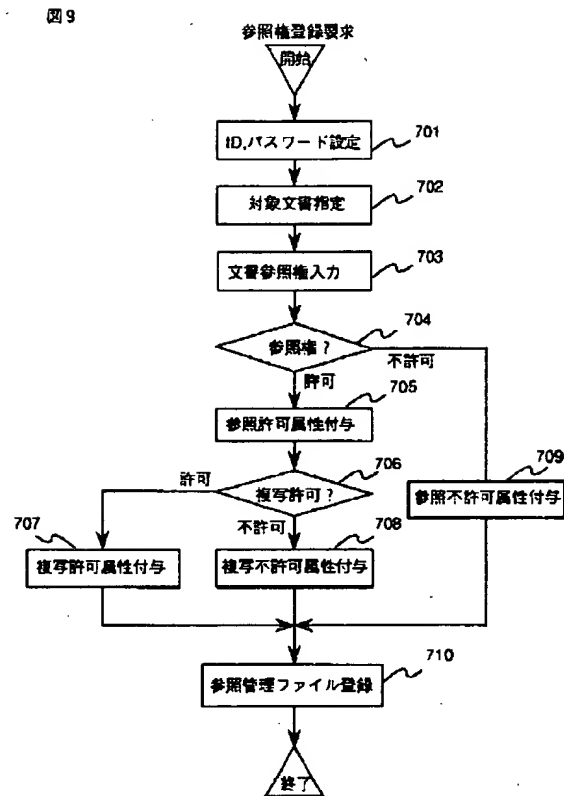 図9
参照権登録要求
開始
ID,パスワード設定
701
対象文書指定
702
文書参照権入力
703
参照権?
704
不許可
許可
705
参照許可属性付与
706
複写許可?
許可
不許可
709
参照不許可属性付与
707
複写許可属性付与
708
複写不許可属性付与
710
参照管理ファイル登録
終了